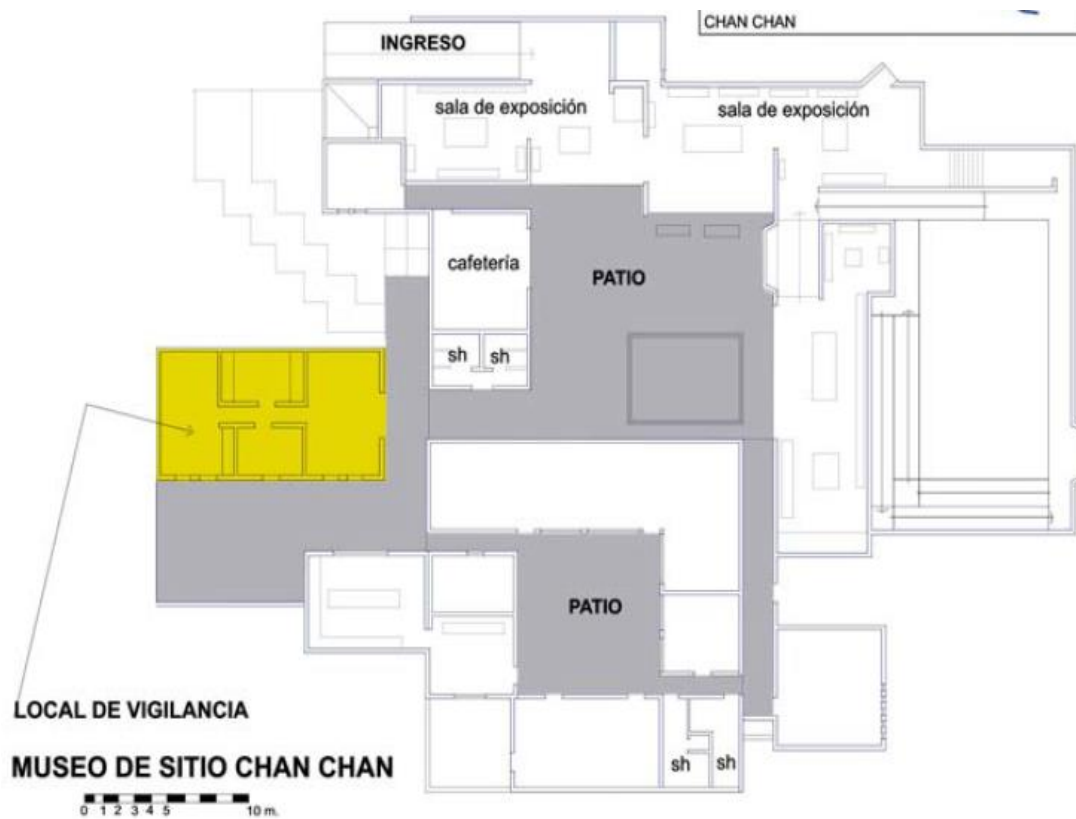 CHAN CHAN
INGRESO
sala de exposición
sala de exposición
cafetería
PATIO
sh
sh
PATIO
LOCAL DE VIGILANCIA
sh
sh
MUSEO DE SITIO CHAN CHAN
0 1 2 3 4 5 10 m.